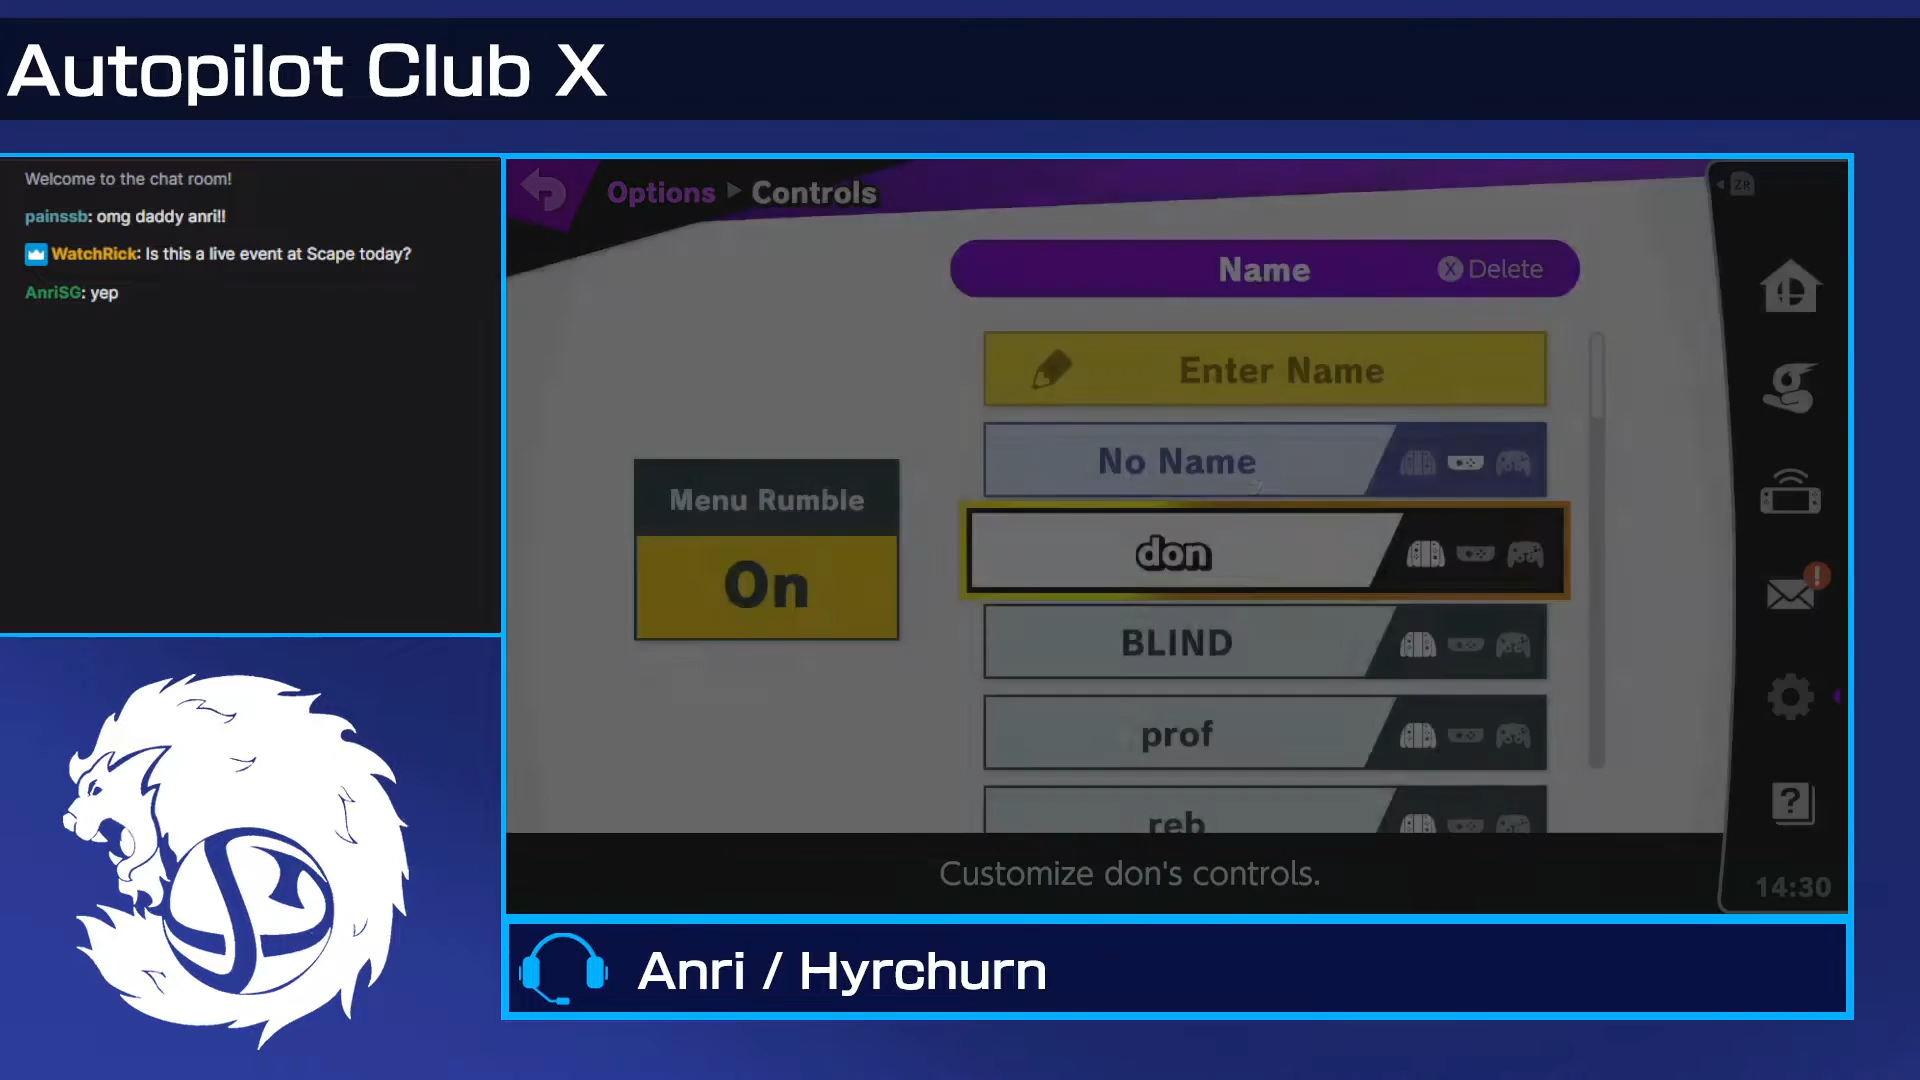 Autopilot Club X
Welcome to the chat room!
painssb: omg daddy anri!!
WatchRick: Is this a live event at Scape today?
AnriSG: yep
Options ▸ Controls
ZR
Name
X Delete
Enter Name
No Name
don
BLIND
prof
reb
Menu Rumble
On
Customize don's controls.
14:30
Anri / Hyrchurn